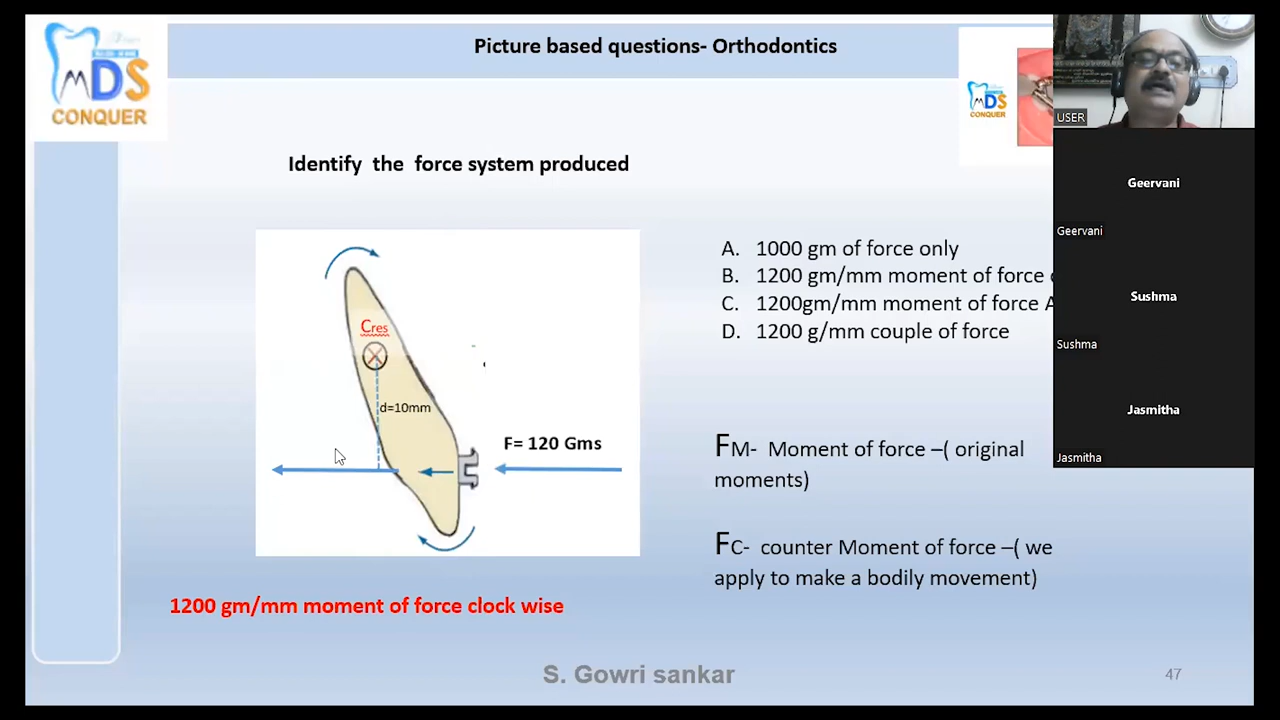 Picture based questions- Orthodontics
MDS
CONQUER
MDS
CONQUER
USER
Identify the force system produced
Geervani
Geervani
A. 1000 gm of force only
B. 1200 gm/mm moment of force
C. 1200gm/mm moment of force A
D. 1200 g/mm couple of force
Sushma
Sushma
Cres
d=10mm
F= 120 Gms
Jasmitha
Jasmitha
FM- Moment of force –( original
moments)
FC- counter Moment of force –( we
apply to make a bodily movement)
1200 gm/mm moment of force clock wise
S. Gowri sankar
47